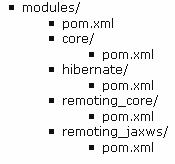 modules/
pom.xml
core/
pom.xml
hibernate/
pom.xml
remoting_core/
pom.xml
remoting_jaxws/
pom.xml